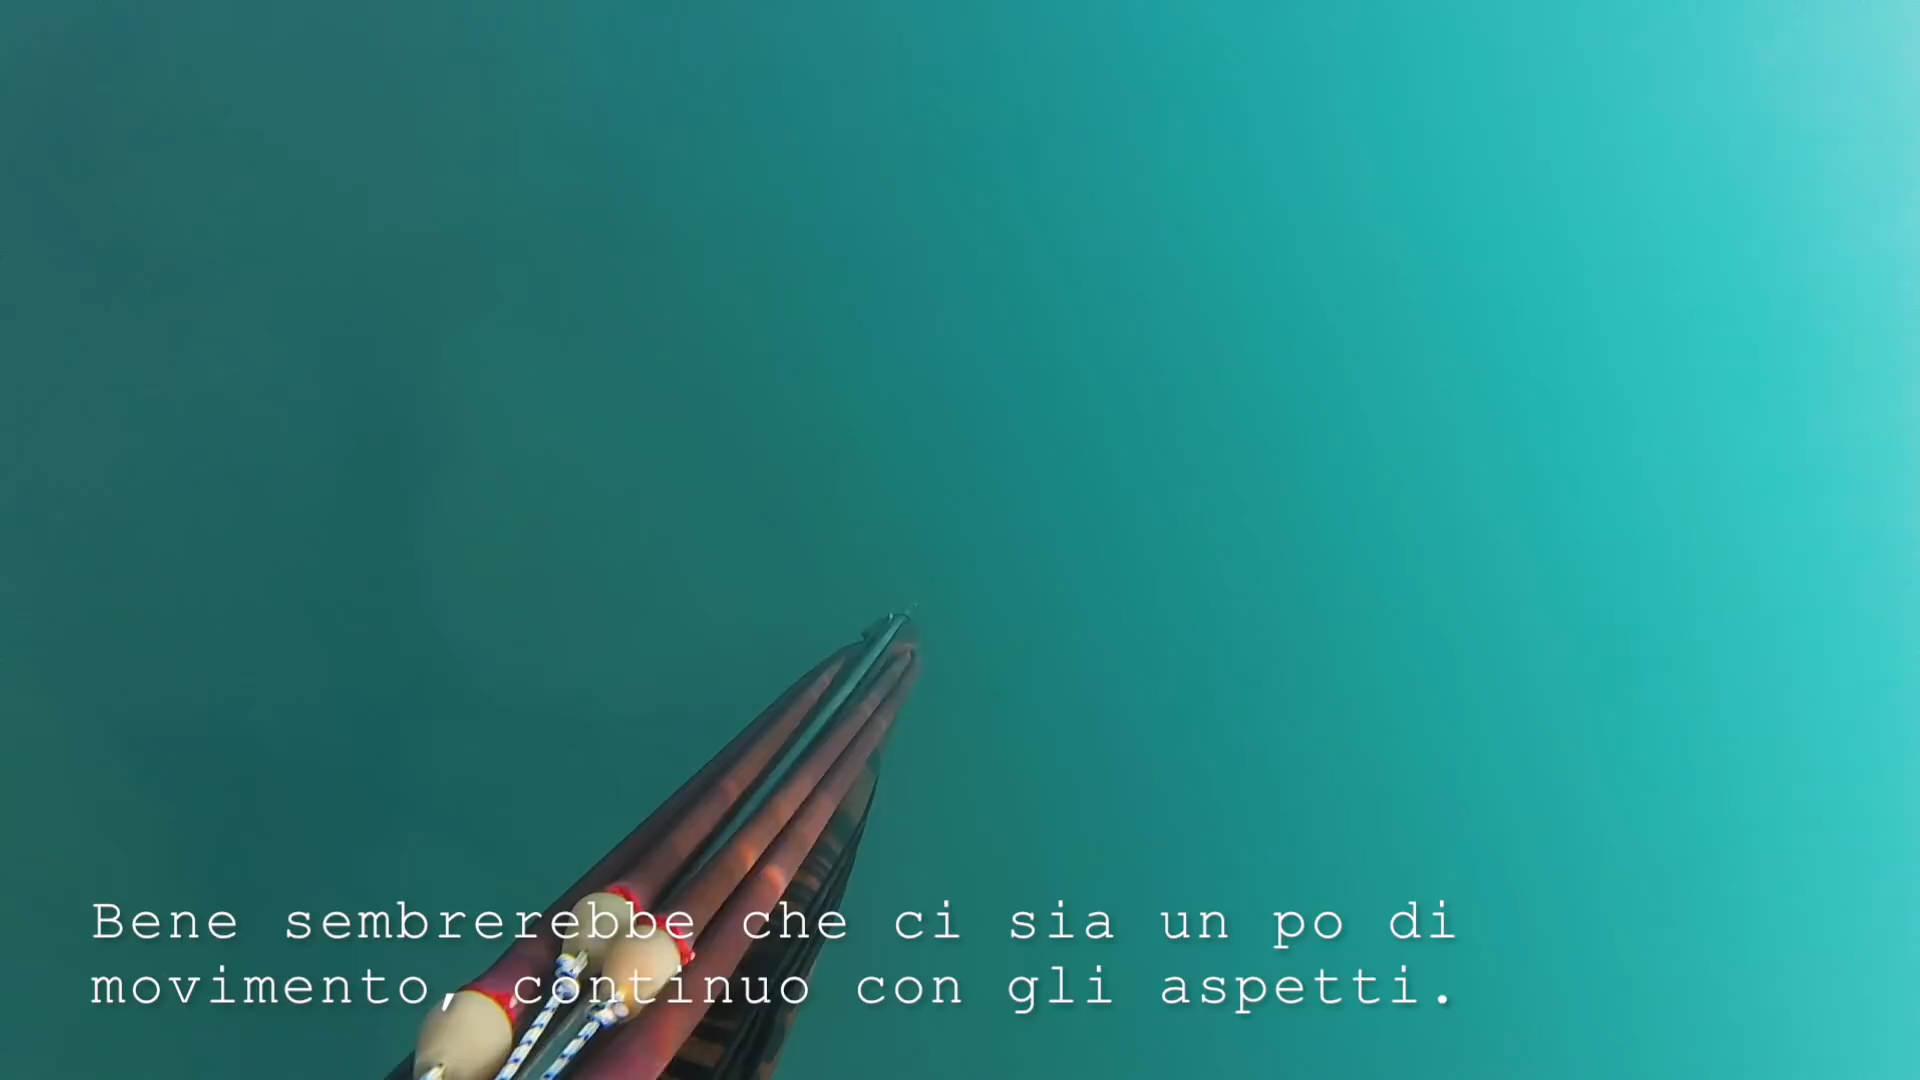 Bene sembrerebbe che ci sia un po di
movimento, continuo con gli aspetti.